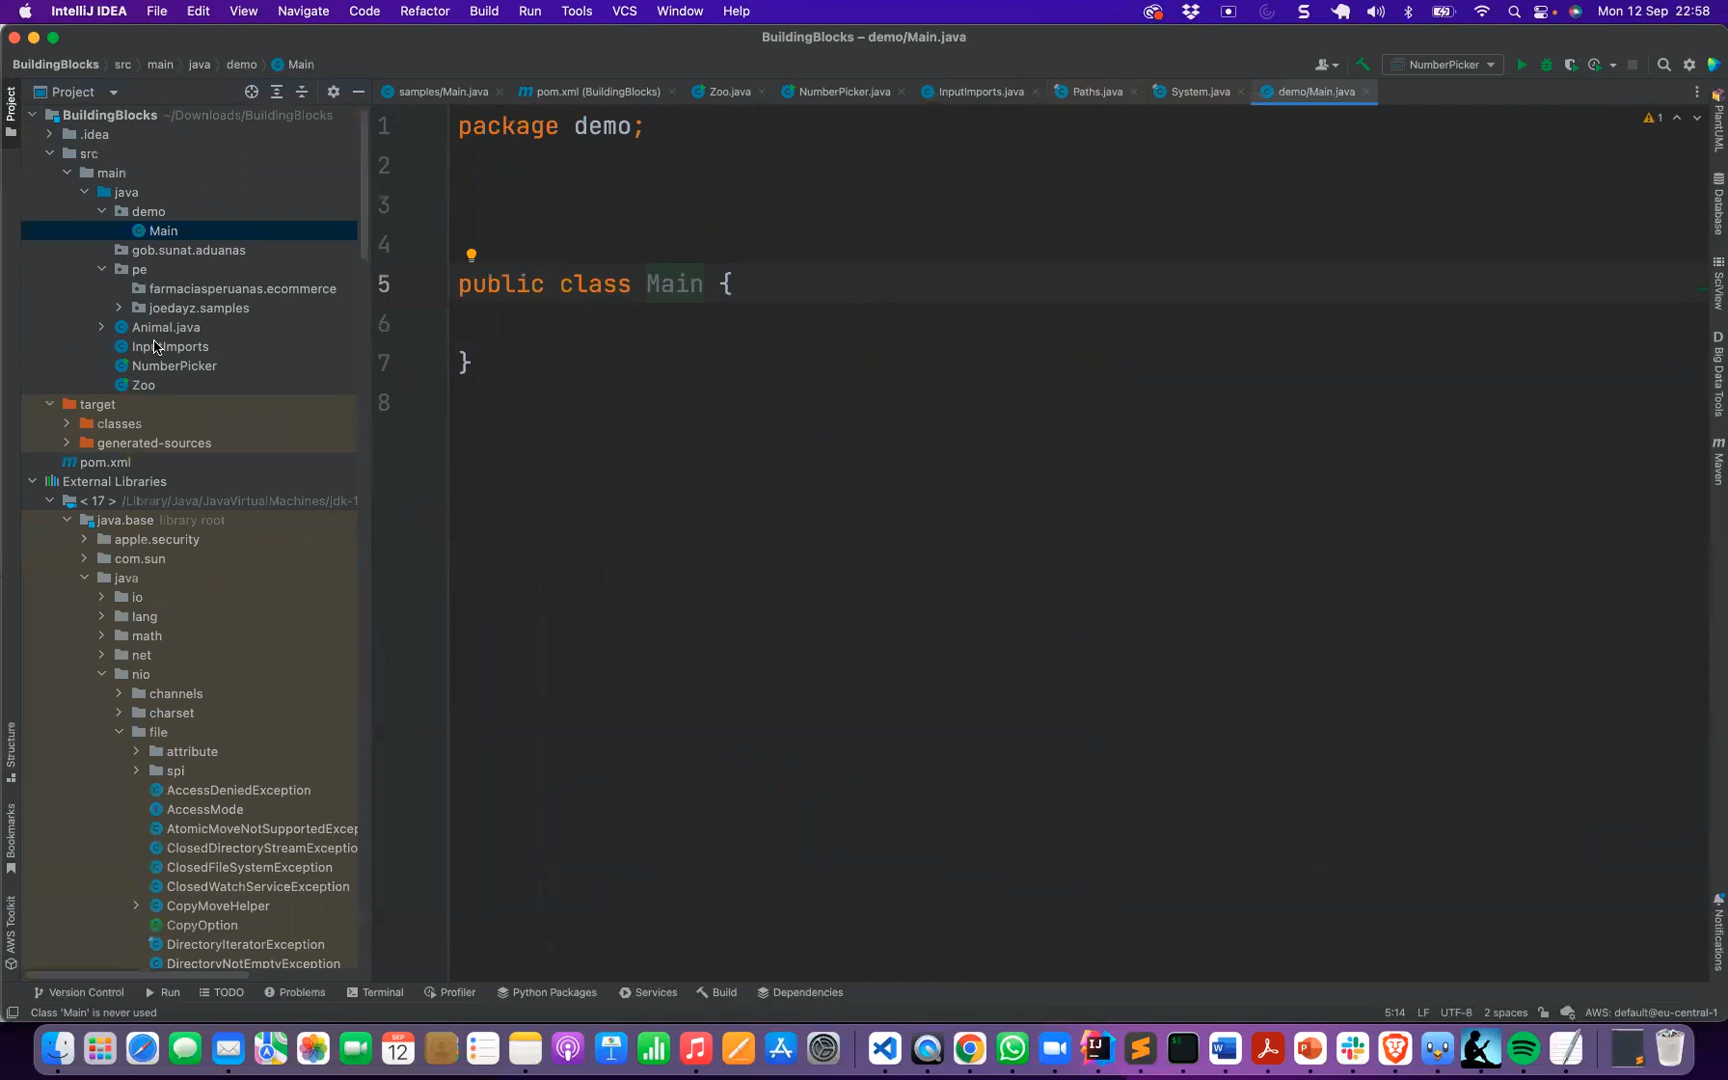 IntelliJ IDEA File Edit View Navigate Code Refactor Build Run Tools VCS Window Help Mon 12 Sep 22:58
BuildingBlocks – demo/Main.java
BuildingBlocks src main java demo Main NumberPicker
Project samples/Main.java pom.xml (BuildingBlocks) Zoo.java NumberPicker.java InputImports.java Paths.java System.java demo/Main.java
BuildingBlocks ~/Downloads/BuildingBlocks
.idea
src
main
java
demo
Main
gob.sunat.aduanas
pe
farmaciasperuanas.ecommerce
joedayz.samples
Animal.java
InputImports
NumberPicker
Zoo
target
classes
generated-sources
pom.xml
External Libraries
< 17 > /Library/Java/JavaVirtualMachines/jdk-1
java.base library root
apple.security
com.sun
java
io
lang
math
net
nio
channels
charset
file
attribute
spi
AccessDeniedException
AccessMode
AtomicMoveNotSupportedExcep
ClosedDirectoryStreamExceptio
ClosedFileSystemException
ClosedWatchServiceException
CopyMoveHelper
CopyOption
DirectoryIteratorException
DirectoryNotEmptyException
1 package demo;
2
3
4
5 public class Main {
6
7 }
8
1
Project
Structure
Bookmarks
AWS Toolkit
PlantUML
Database
SciView
Big Data Tools
Maven
Notifications
Version Control Run TODO Problems Terminal Profiler Python Packages Services Build Dependencies
Class 'Main' is never used 5:14 LF UTF-8 2 spaces AWS: default@eu-central-1
SEP
12